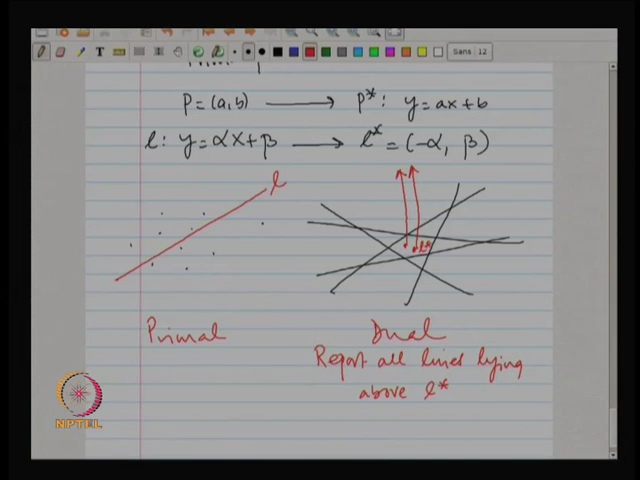 Sans 12
P = (a, b) → P*: y = ax + b
l: y = αx + β → l* = (-α, β)
l
l*
Primal
Dual
Report all lines lying
above l*
NPTEL